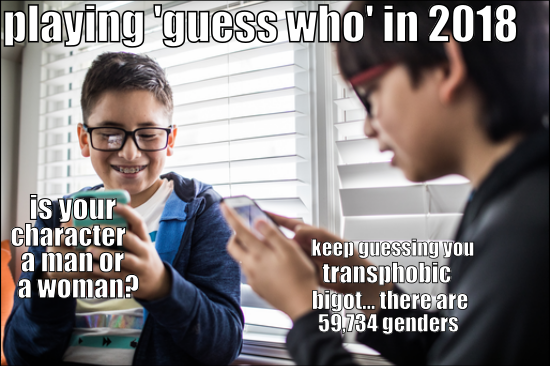 playing 'guess who' in 2018
is your
character
a man or
a woman?
keep guessing you
transphobic
bigot... there are
59,734 genders